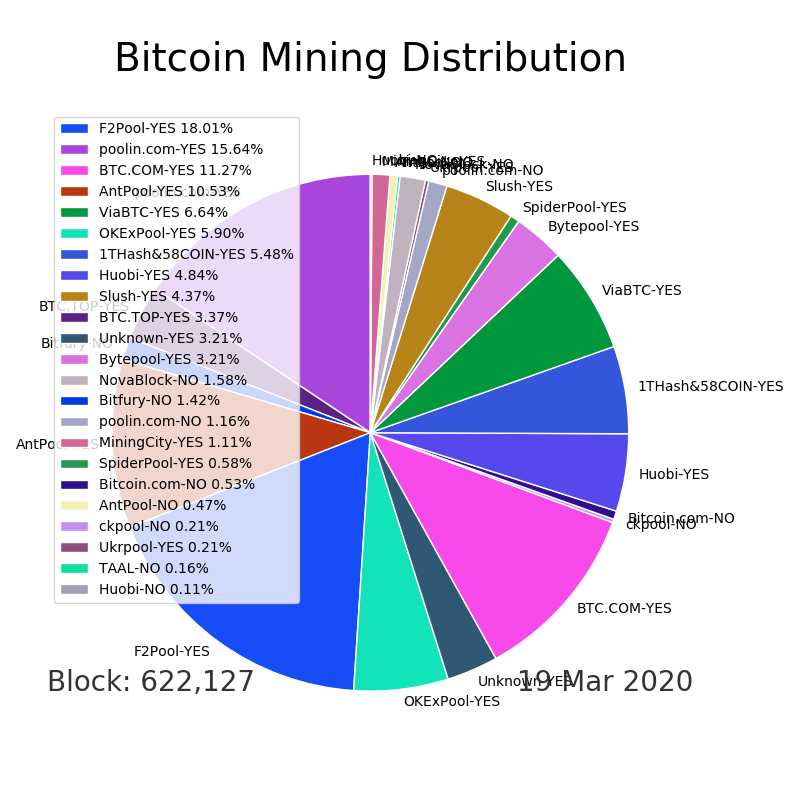 Bitcoin Mining Distribution
F2Pool-YES 18.01%
poolin.com-YES 15.64%
BTC.COM-YES 11.27%
AntPool-YES 10.53%
ViaBTC-YES 6.64%
OKExPool-YES 5.90%
1THash&58COIN-YES 5.48%
Huobi-YES 4.84%
Slush-YES 4.37%
BTC.TOP-YES 3.37%
Unknown-YES 3.21%
Bytepool-YES 3.21%
NovaBlock-NO 1.58%
Bitfury-NO 1.42%
poolin.com-NO 1.16%
MiningCity-YES 1.11%
SpiderPool-YES 0.58%
Bitcoin.com-NO 0.53%
AntPool-NO 0.47%
ckpool-NO 0.21%
Ukrpool-YES 0.21%
TAAL-NO 0.16%
Huobi-NO 0.11%
Huobi-NO
poolin.com-NO
Slush-YES
SpiderPool-YES
Bytepool-YES
ViaBTC-YES
1THash&58COIN-YES
Huobi-YES
Bitcoin.com-NO
ckpool-NO
BTC.COM-YES
Unknown-YES
OKExPool-YES
F2Pool-YES
AntPool-YES
Bitfury-NO
BTC.TOP-YES
poolin.com-YES
Block: 622,127
19 Mar 2020